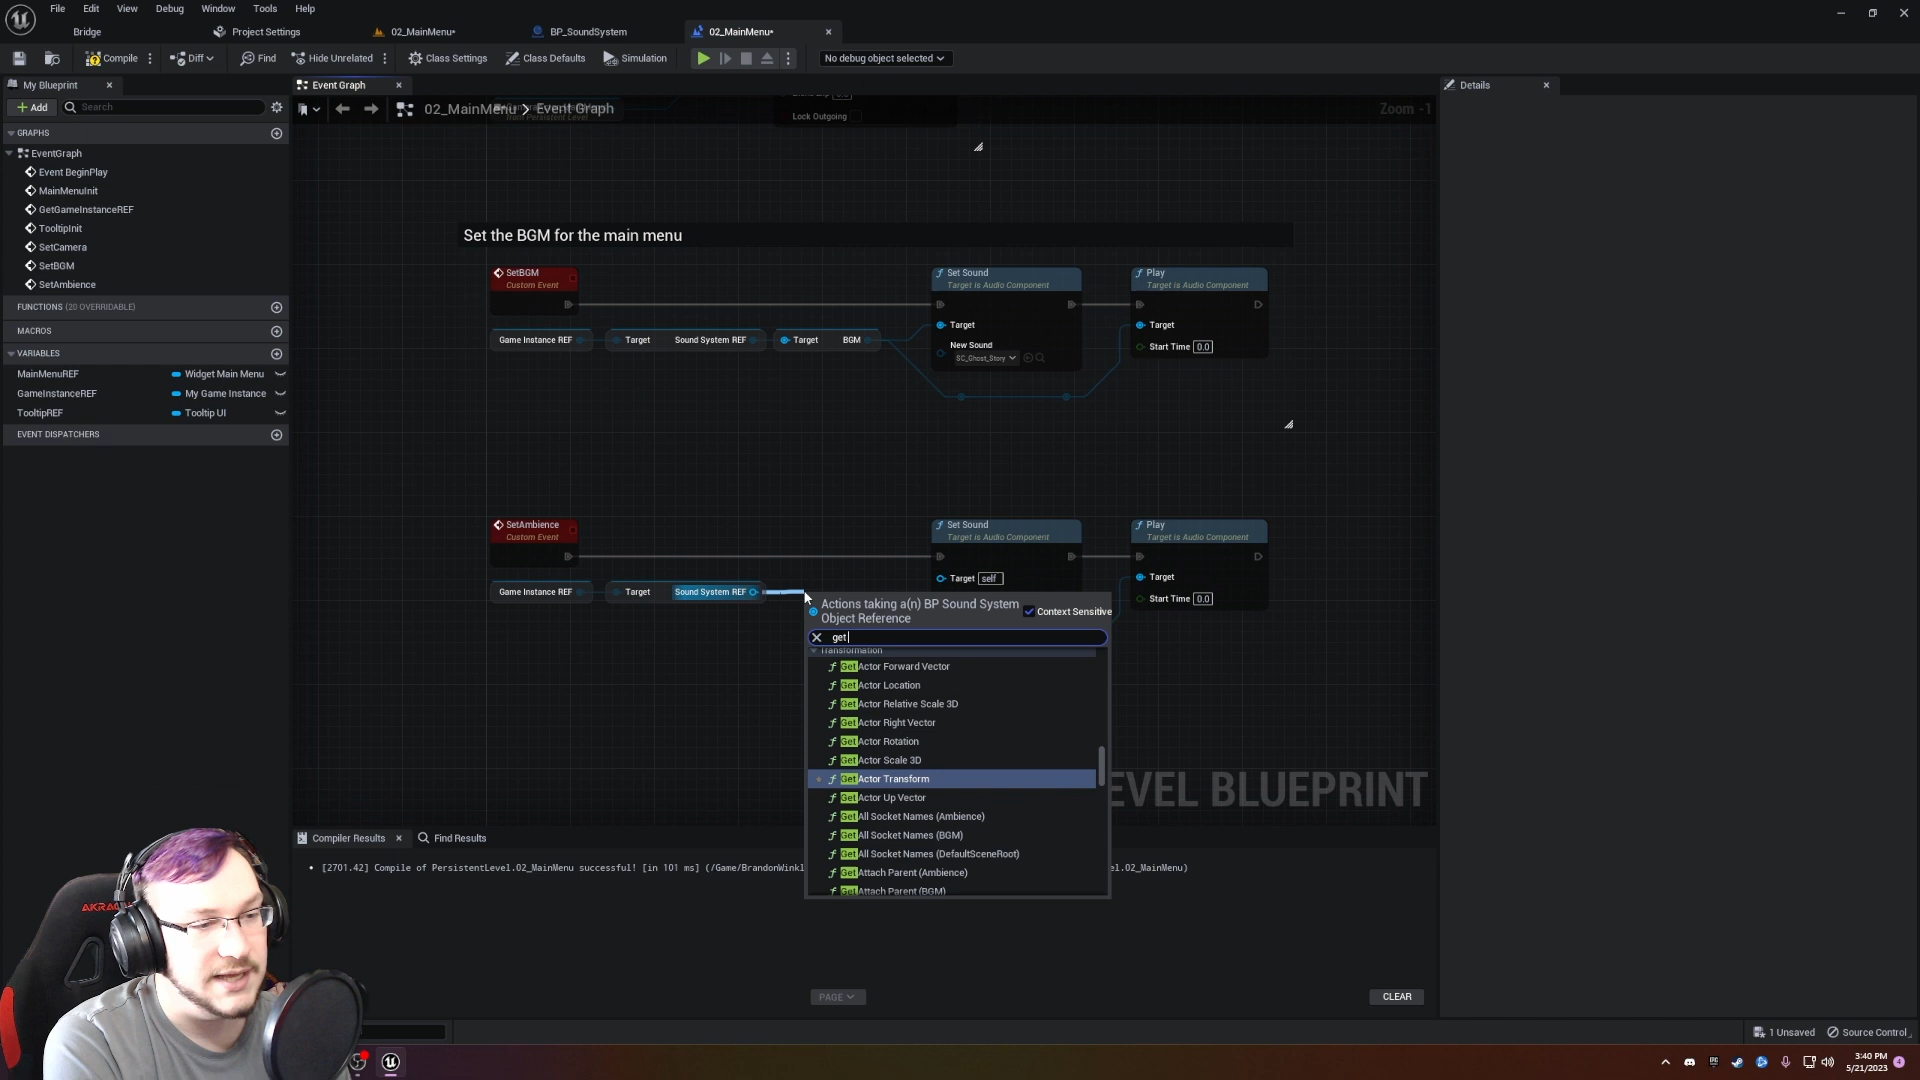 File Edit View Debug Window Tools Help
Bridge Project Settings 02_MainMenu* BP_SoundSystem 02_MainMenu*
Compile Diff Find Hide Unrelated Class Settings Class Defaults Simulation No debug object selected
My Blueprint Event Graph Details
Add Search 02_MainMenu > Event Graph Zoom -1
from Persistent Level
Lock Outgoing
GRAPHS
EventGraph
Event BeginPlay
MainMenuInit
GetGameInstanceREF
TooltipInit
SetCamera
SetBGM
SetAmbience
FUNCTIONS (20 OVERRIDABLE)
MACROS
VARIABLES
MainMenuREF Widget Main Menu
GameInstanceREF My Game Instance
TooltipREF Tooltip UI
EVENT DISPATCHERS
Set the BGM for the main menu
SetBGM
Custom Event
Game Instance REF
Target Sound System REF
Target BGM
Set Sound
Target is Audio Component
Target
New Sound
SC_Ghost_Story
Play
Target is Audio Component
Target
Start Time 0.0
SetAmbience
Custom Event
Game Instance REF
Target Sound System REF
Set Sound
Target is Audio Component
Target self
Play
Target is Audio Component
Target
Start Time 0.0
Actions taking a(n) BP Sound System
Object Reference
Context Sensitive
get
Transformation
Get Actor Forward Vector
Get Actor Location
Get Actor Relative Scale 3D
Get Actor Right Vector
Get Actor Rotation
Get Actor Scale 3D
Get Actor Transform
Get Actor Up Vector
Get All Socket Names (Ambience)
Get All Socket Names (BGM)
Get All Socket Names (DefaultSceneRoot)
Get Attach Parent (Ambience)
Get Attach Parent (BGM)
EVEL BLUEPRINT
Compiler Results Find Results
[2701.42] Compile of PersistentLevel.02_MainMenu successful! [in 101 ms] (/Game/BrandonWinkl
el.02_MainMenu)
PAGE CLEAR
1 Unsaved Source Control
3:40 PM
5/21/2023
4
AKRAC